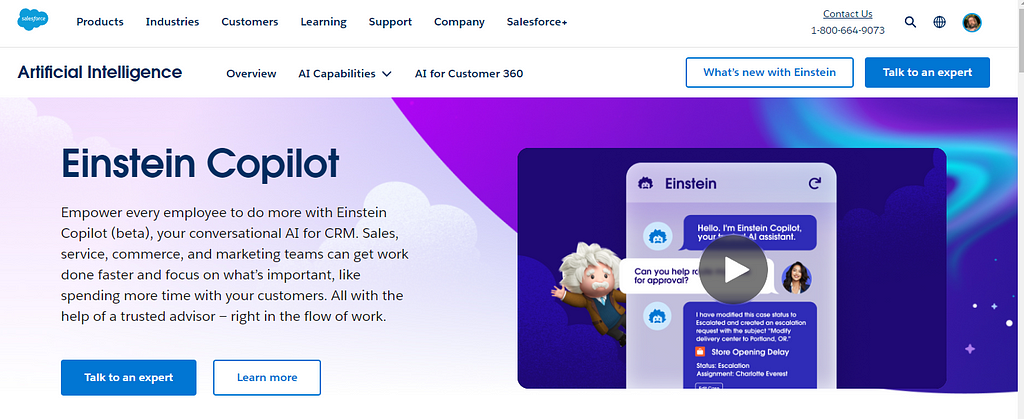 salesforce
Products Industries Customers Learning Support Company Salesforce+
Contact Us
1-800-664-9073
Artificial Intelligence
Overview AI Capabilities AI for Customer 360
What's new with Einstein
Talk to an expert
Einstein Copilot
Empower every employee to do more with Einstein
Copilot (beta), your conversational AI for CRM. Sales,
service, commerce, and marketing teams can get work
done faster and focus on what's important, like
spending more time with your customers. All with the
help of a trusted advisor – right in the flow of work.
Talk to an expert
Learn more
Einstein
Hello. I'm Einstein Copilot,
your AI assistant.
Can you help
for approval?
I have modified this case status to
Escalated and created an escalation
request with the subject "Modify
delivery center to Portland, OR."
Store Opening Delay
Status: Escalation
Assignment: Charlotte Everest
Edit Case